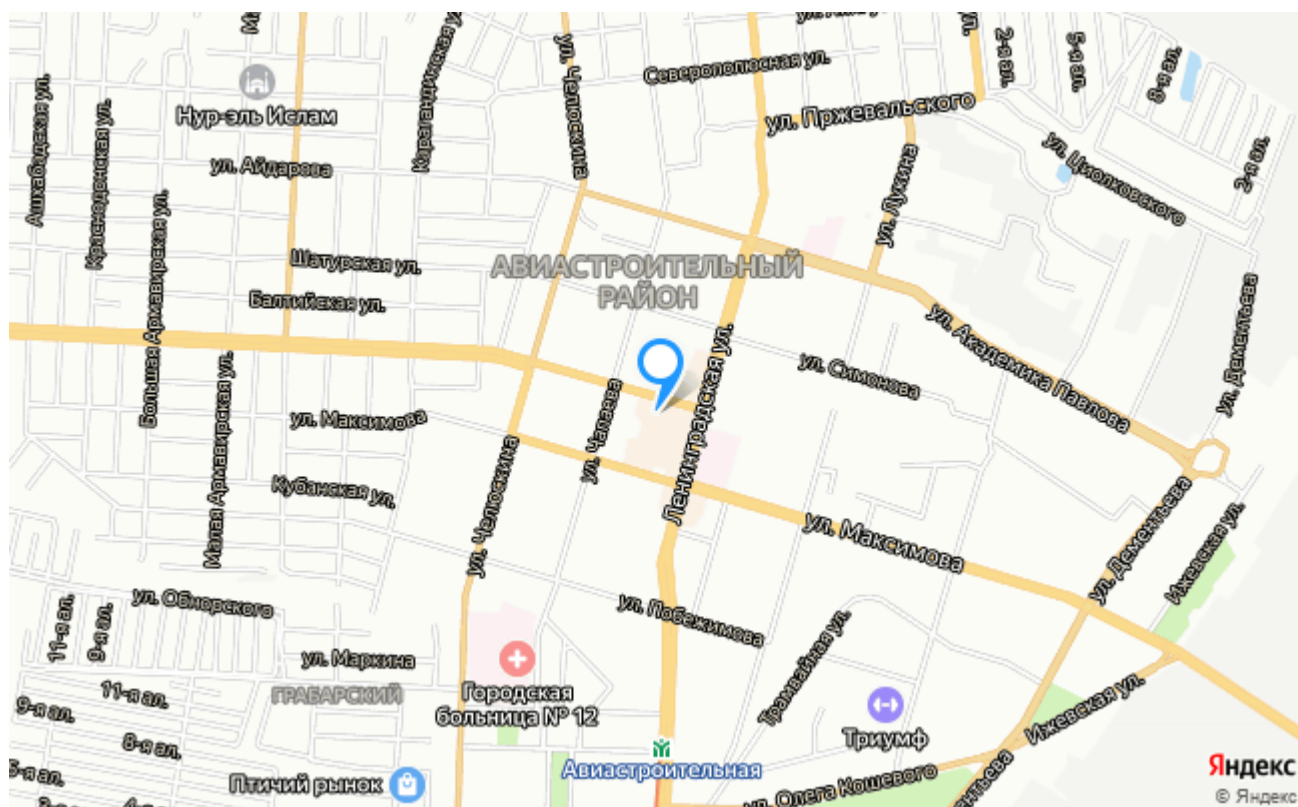 Северополюсная ул.
2-я ал.
5-я ал.
8-я ал.
Карагандинская ул.
ул. Челюскина
Нур-эль Ислам
ул. Пржевальского
ул. Циолковского
2-я ал.
Ашхабадская ул.
Краснодонская ул.
ул. Айдарова
ул. Лухина
Большая Армавирская ул.
Шатурская ул.
АВИАСТРОИТЕЛЬНЫЙ
РАЙОН
Балтийская ул.
ул. Дементьева
ул. Академика Павлова
ул. Симонова
Ленинградская ул.
ул. Чапаева
Малая Армавирская ул.
ул. Максимова
Кубанская ул.
ул. Челюскина
ул. Максимова
ул. Дементьева
Ижевская ул.
ул. Обнорского
ул. Побежимова
11-я ал.
9-я ал.
ул. Маркина
Трамвайная ул.
ГРАБАРСКИЙ
Городская
больница № 12
11-я ал.
9-я ал.
8-я ал.
Триумф
Ижевская ул.
Авиастроительная
Птичий рынок
ул. Олега Кошевого
Яндекс
© Яндекс